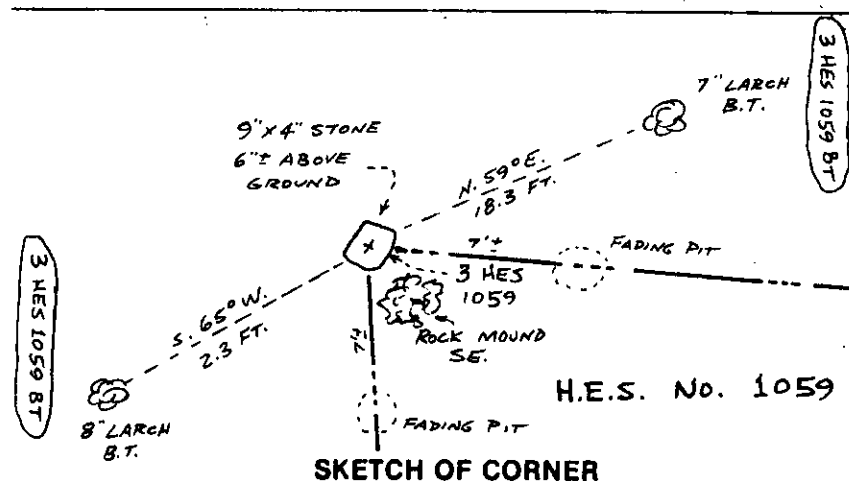 7" LARCH
B.T.
3 HES 1059 BT
9" X 4" STONE
6"± ABOVE
GROUND
N. 59° E.
18.3 FT.
7'±
FADING PIT
3 HES
1059
3 HES 1059 BT
S. 65° W.
2.3 FT.
7'±
ROCK MOUND
SE.
H.E.S. No. 1059
8" LARCH
B.T.
FADING PIT
SKETCH OF CORNER